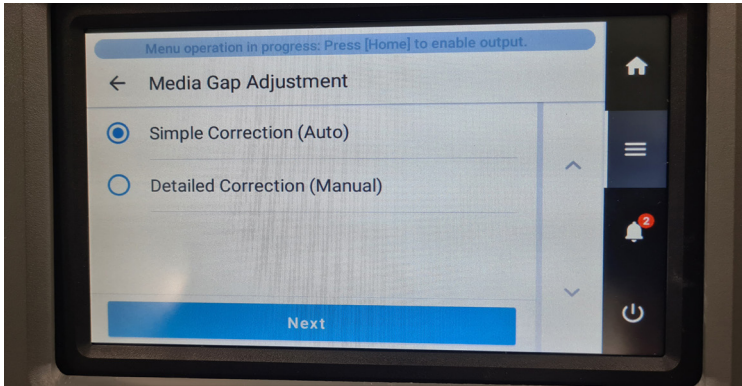 Menu operation in progress: Press [Home] to enable output.
Media Gap Adjustment
Simple Correction (Auto)
Detailed Correction (Manual)
2
Next